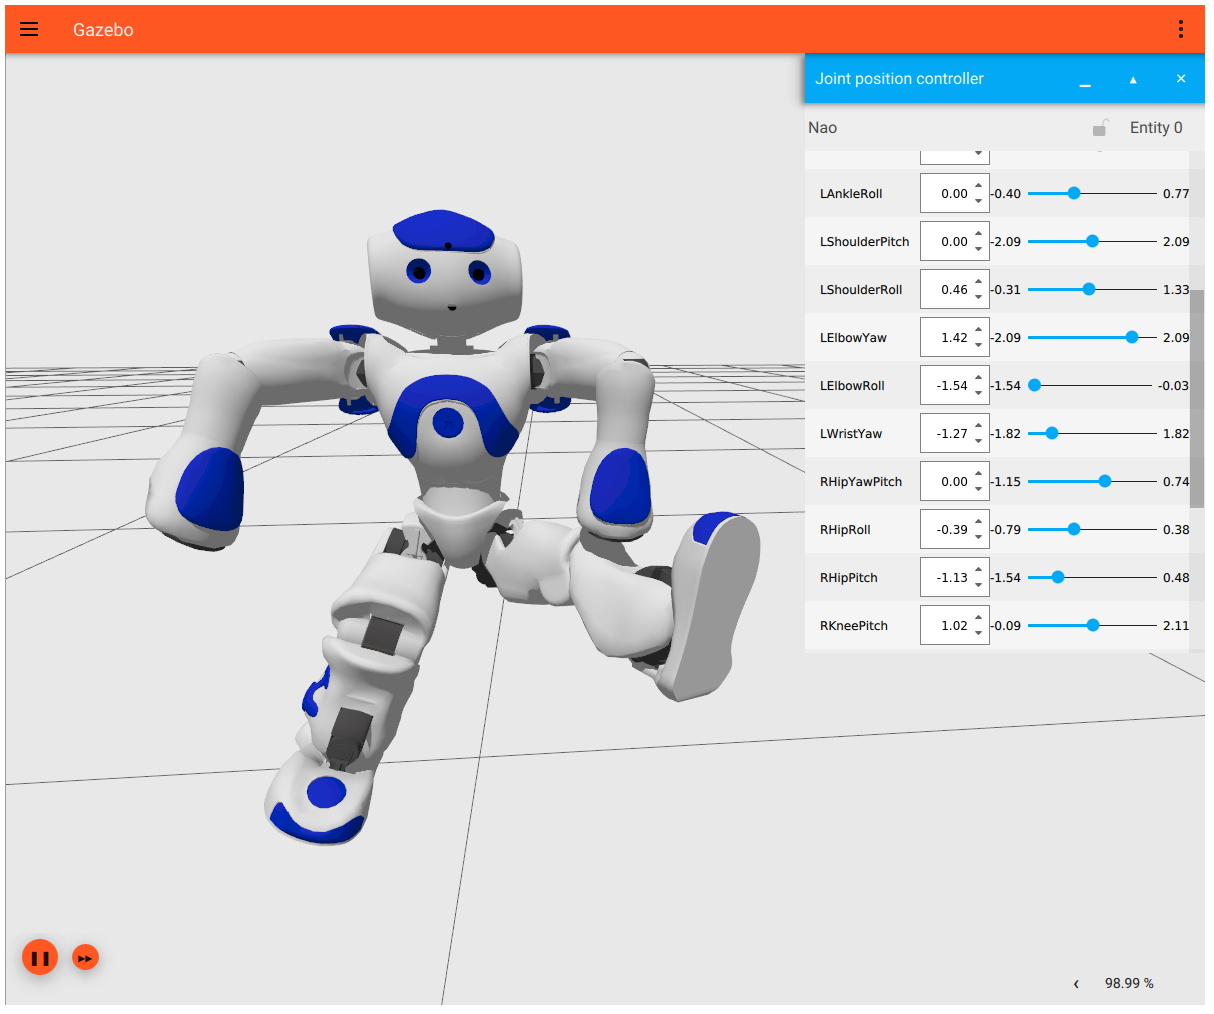 Gazebo
Joint position controller
Nao Entity 0
LAnkleRoll 0.00 -0.40 0.77
LShoulderPitch 0.00 -2.09 2.09
LShoulderRoll 0.46 -0.31 1.33
LElbowYaw 1.42 -2.09 2.09
LElbowRoll -1.54 -1.54 -0.03
LWristYaw -1.27 -1.82 1.82
RHipYawPitch 0.00 -1.15 0.74
RHipRoll -0.39 -0.79 0.38
RHipPitch -1.13 -1.54 0.48
RKneePitch 1.02 -0.09 2.11
98.99 %